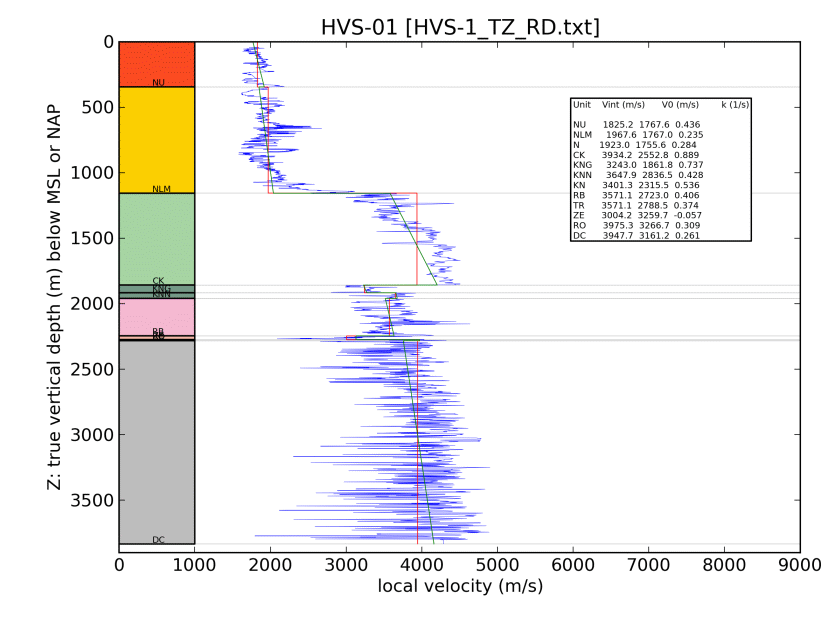 HVS-01 [HVS-1_TZ_RD.txt]
0
500
1000
1500
2000
2500
3000
3500
Z: true vertical depth (m) below MSL or NAP
NU
NLM
CK
KNG
KNN
RB
DC
Unit Vint (m/s) V0 (m/s) k (1/s)
NU 1825.2 1767.6 0.436
NLM 1967.6 1767.0 0.235
N 1923.0 1755.6 0.284
CK 3934.2 2552.8 0.889
KNG 3243.0 1861.8 0.737
KNN 3647.9 2836.5 0.428
KN 3401.3 2315.5 0.536
RB 3571.1 2723.0 0.406
TR 3571.1 2788.5 0.374
ZE 3004.2 3259.7 -0.057
RO 3975.3 3266.7 0.309
DC 3947.7 3161.2 0.261
0 1000 2000 3000 4000 5000 6000 7000 8000 9000
local velocity (m/s)